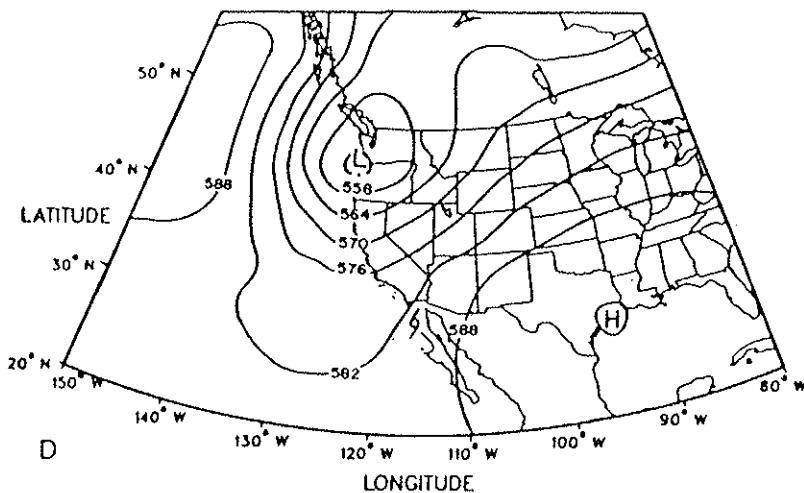 50° N
40° N
LATITUDE
30° N
20° N
150° W
140° W
130° W
120° W
110° W
100° W
90° W
80° W
LONGITUDE
588
L
558
564
570
576
582
588
H
D